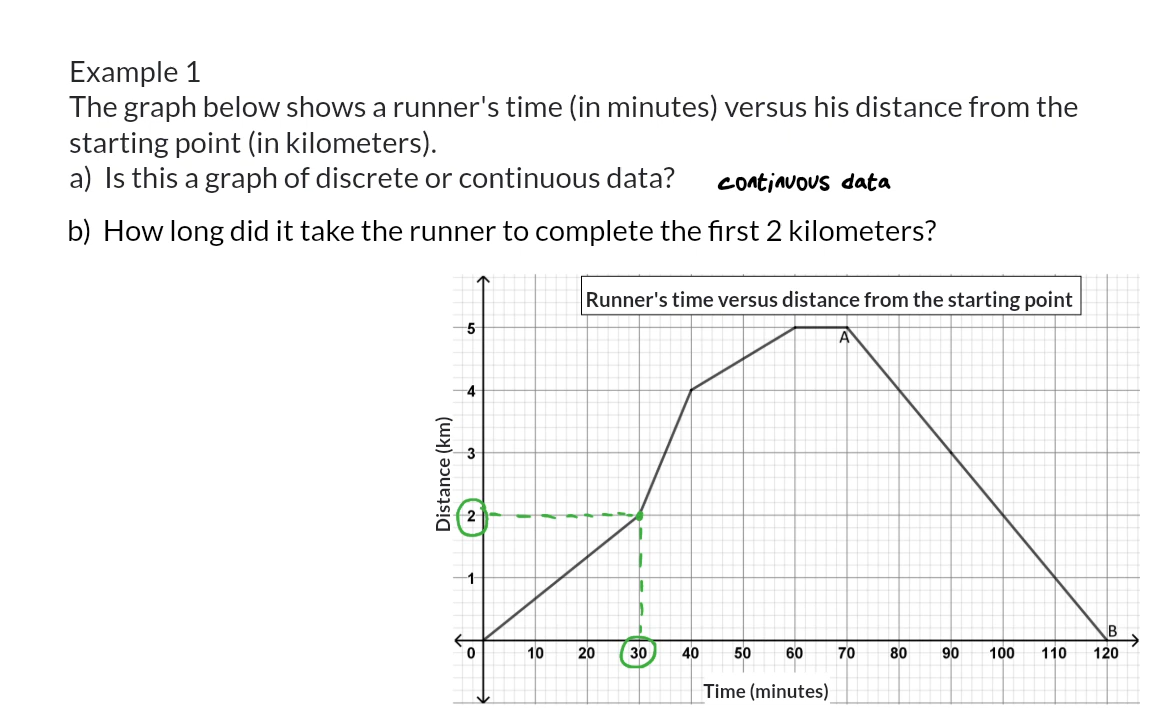 Example 1
The graph below shows a runner's time (in minutes) versus his distance from the
starting point (in kilometers).
a) Is this a graph of discrete or continuous data? continuous data
b) How long did it take the runner to complete the first 2 kilometers?
Runner's time versus distance from the starting point
5
A
4
3
2
1
Distance (km)
B
0 10 20 30 40 50 60 70 80 90 100 110 120
Time (minutes)